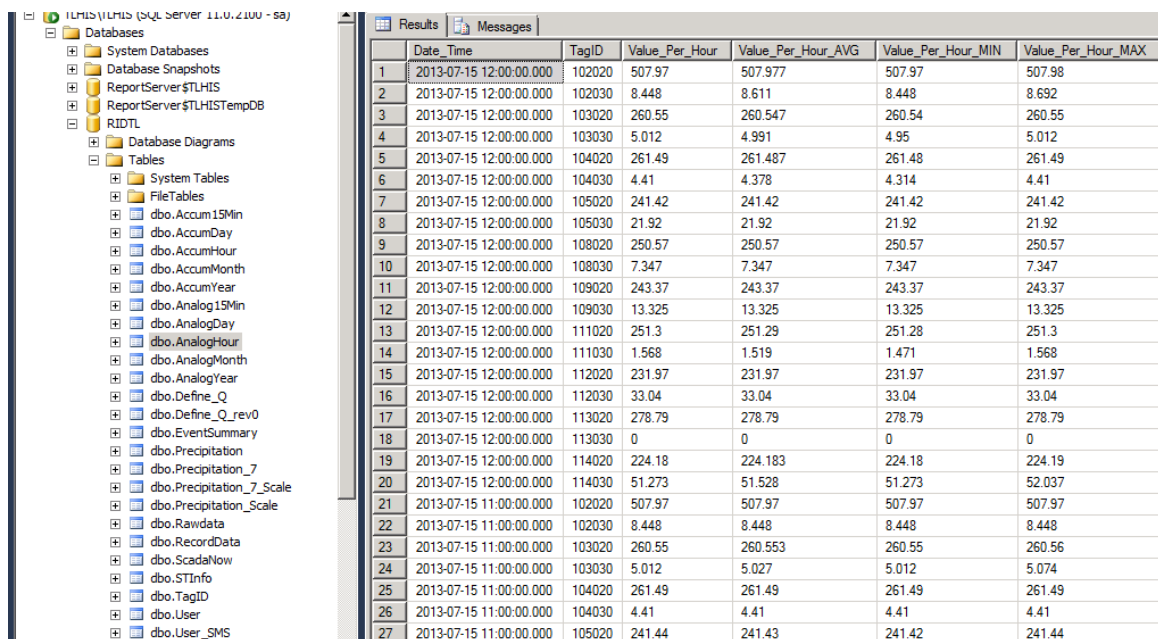 TLHIS\TLHIS (SQL Server 11.0.2100 - sa)
Databases
System Databases
Database Snapshots
ReportServer$TLHIS
ReportServer$TLHISTempDB
RIDTL
Database Diagrams
Tables
System Tables
FileTables
dbo.Accum15Min
dbo.AccumDay
dbo.AccumHour
dbo.AccumMonth
dbo.AccumYear
dbo.Analog15Min
dbo.AnalogDay
dbo.AnalogHour
dbo.AnalogMonth
dbo.AnalogYear
dbo.Define_Q
dbo.Define_Q_rev0
dbo.EventSummary
dbo.Precipitation
dbo.Precipitation_7
dbo.Precipitation_7_Scale
dbo.Precipitation_Scale
dbo.Rawdata
dbo.RecordData
dbo.ScadaNow
dbo.STInfo
dbo.TagID
dbo.User
dbo.User_SMS
Results Messages
Date_Time TagID Value_Per_Hour Value_Per_Hour_AVG Value_Per_Hour_MIN Value_Per_Hour_MAX
1 2013-07-15 12:00:00.000 102020 507.97 507.977 507.97 507.98
2 2013-07-15 12:00:00.000 102030 8.448 8.611 8.448 8.692
3 2013-07-15 12:00:00.000 103020 260.55 260.547 260.54 260.55
4 2013-07-15 12:00:00.000 103030 5.012 4.991 4.95 5.012
5 2013-07-15 12:00:00.000 104020 261.49 261.487 261.48 261.49
6 2013-07-15 12:00:00.000 104030 4.41 4.378 4.314 4.41
7 2013-07-15 12:00:00.000 105020 241.42 241.42 241.42 241.42
8 2013-07-15 12:00:00.000 105030 21.92 21.92 21.92 21.92
9 2013-07-15 12:00:00.000 108020 250.57 250.57 250.57 250.57
10 2013-07-15 12:00:00.000 108030 7.347 7.347 7.347 7.347
11 2013-07-15 12:00:00.000 109020 243.37 243.37 243.37 243.37
12 2013-07-15 12:00:00.000 109030 13.325 13.325 13.325 13.325
13 2013-07-15 12:00:00.000 111020 251.3 251.29 251.28 251.3
14 2013-07-15 12:00:00.000 111030 1.568 1.519 1.471 1.568
15 2013-07-15 12:00:00.000 112020 231.97 231.97 231.97 231.97
16 2013-07-15 12:00:00.000 112030 33.04 33.04 33.04 33.04
17 2013-07-15 12:00:00.000 113020 278.79 278.79 278.79 278.79
18 2013-07-15 12:00:00.000 113030 0 0 0 0
19 2013-07-15 12:00:00.000 114020 224.18 224.183 224.18 224.19
20 2013-07-15 12:00:00.000 114030 51.273 51.528 51.273 52.037
21 2013-07-15 11:00:00.000 102020 507.97 507.97 507.97 507.97
22 2013-07-15 11:00:00.000 102030 8.448 8.448 8.448 8.448
23 2013-07-15 11:00:00.000 103020 260.55 260.553 260.55 260.56
24 2013-07-15 11:00:00.000 103030 5.012 5.027 5.012 5.074
25 2013-07-15 11:00:00.000 104020 261.49 261.49 261.49 261.49
26 2013-07-15 11:00:00.000 104030 4.41 4.41 4.41 4.41
27 2013-07-15 11:00:00.000 105020 241.44 241.43 241.42 241.44